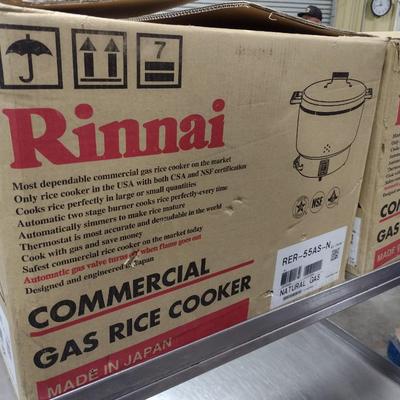 7
Rinnai
Most dependable commercial gas rice cooker on the market
Only rice cooker in the USA with both CSA and NSF certification
Cooks rice perfectly in large or small quantities
Automatic two stage burner cooks rice perfectly every time
Automatically simmers to make rice mature
Thermostat is most accurate and dependable in the world
Cook with gas and save money
Safest commercial rice cooker on the market today
Automatic gas valve turns off when flame goes out
Designed and engineered in Japan
NSF
RER-55AS-N
NATURAL GAS
COMMERCIAL
GAS RICE COOKER
MADE IN JAPAN
COMM
GAS R
MADE IN